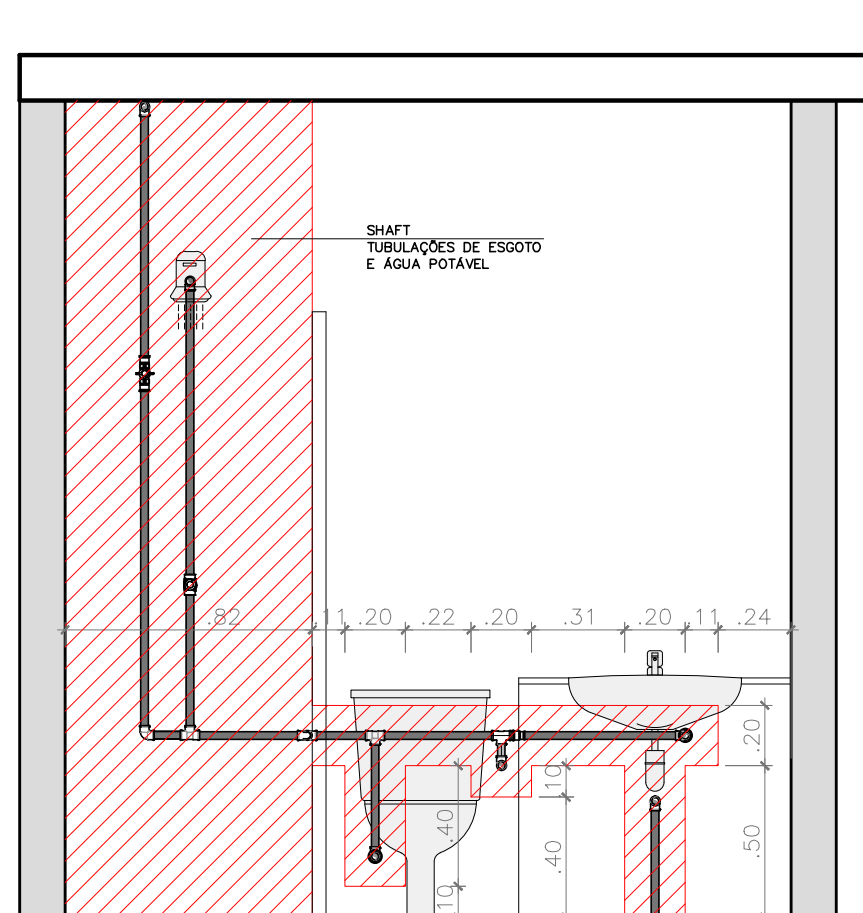 SHAFT
TUBULAÇÕES DE ESGOTO
E ÁGUA POTÁVEL
.82 .11 .20 .22 .20 .31 .20 .11 .24
.20
.10
.40
.50
.40
.10